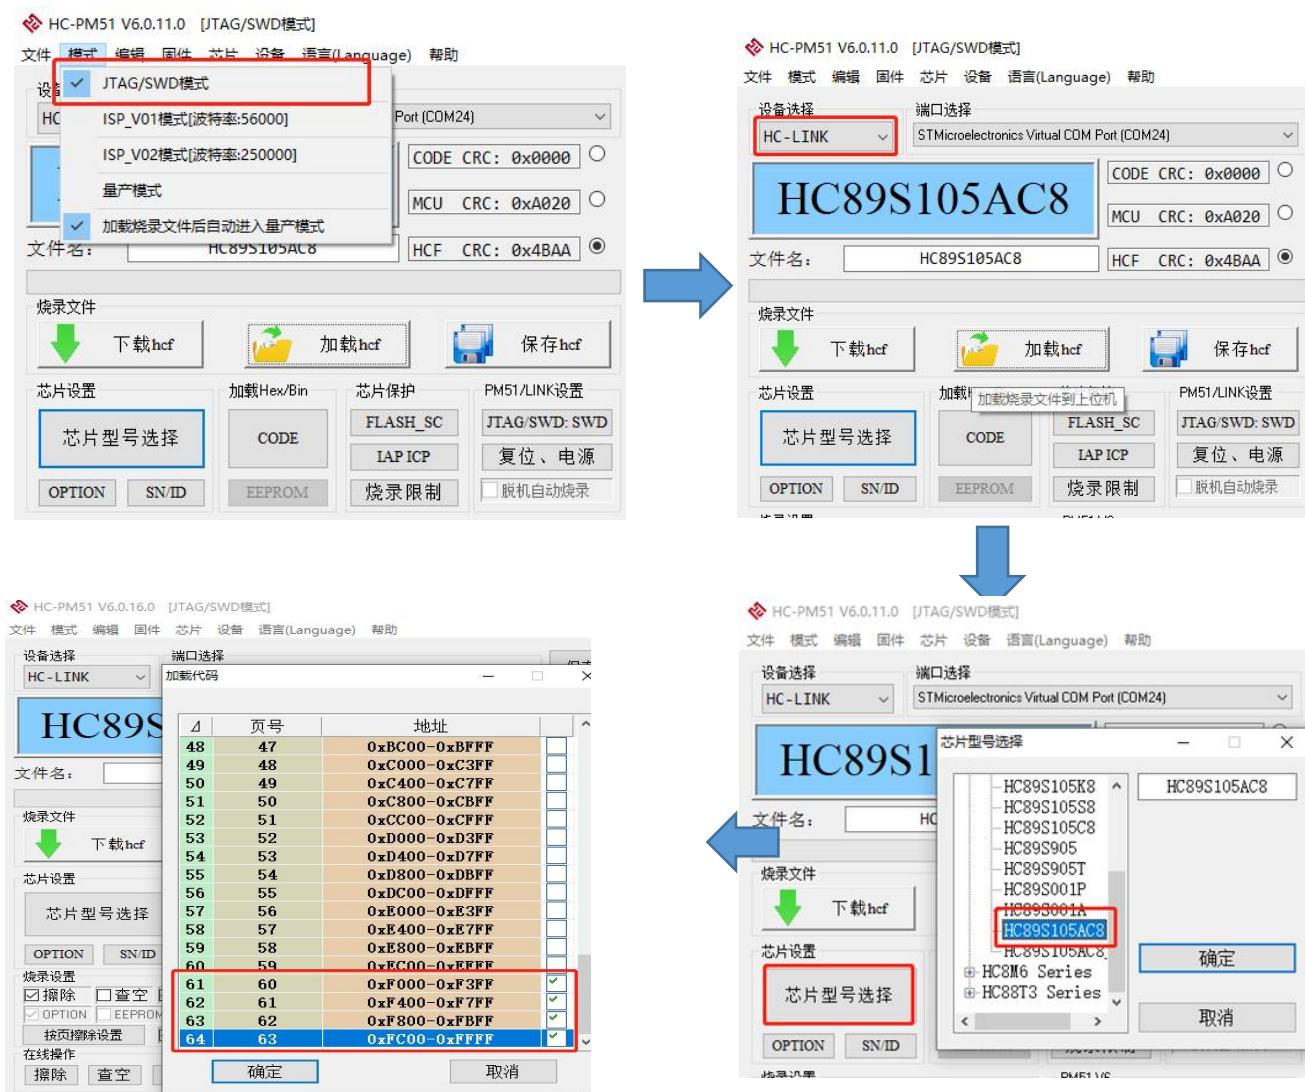 HC-PM51 V6.0.11.0 [JTAG/SWD模式]
文件 模式 编辑 固件 芯片 设备 语言(Language) 帮助
JTAG/SWD模式
ISP_V01模式[波特率:56000]
ISP_V02模式[波特率:250000]
量产模式
加载烧录文件后自动进入量产模式
HC
Port (COM24)
CODE CRC: 0x0000
MCU CRC: 0xA020
文件名:
HC89S105AC8
HCF CRC: 0x4BAA
烧录文件
下载hcf
加载hcf
保存hcf
芯片设置
加载Hex/Bin
芯片保护
PM51/LINK设置
芯片型号选择
CODE
FLASH_SC
JTAG/SWD: SWD
IAP ICP
复位、电源
OPTION
SN/ID
EEPROM
烧录限制
脱机自动烧录
HC-PM51 V6.0.11.0 [JTAG/SWD模式]
文件 模式 编辑 固件 芯片 设备 语言(Language) 帮助
设备选择
端口选择
HC-LINK
STMicroelectronics Virtual COM Port (COM24)
HC89S105AC8
CODE CRC: 0x0000
MCU CRC: 0xA020
文件名:
HC89S105AC8
HCF CRC: 0x4BAA
烧录文件
下载hcf
加载hcf
保存hcf
芯片设置
加载
加载烧录文件到上位机
PM51/LINK设置
芯片型号选择
CODE
FLASH_SC
JTAG/SWD: SWD
IAP ICP
复位、电源
OPTION
SN/ID
EEPROM
烧录限制
脱机自动烧录
HC-PM51 V6.0.16.0 [JTAG/SWD模式]
文件 模式 编辑 固件 芯片 设备 语言(Language) 帮助
设备选择
端口选择
HC-LINK
加载代码
HC89S
文件名:
烧录文件
下载hcf
芯片设置
芯片型号选择
OPTION
SN/ID
烧录设置
擦除 查空
OPTION EEPROM
按页擦除设置
在线操作
擦除 查空
页号 地址
48 47 0xBC00-0xBFFF
49 48 0xC000-0xC3FF
50 49 0xC400-0xC7FF
51 50 0xC800-0xCBFF
52 51 0xCC00-0xCFFF
53 52 0xD000-0xD3FF
54 53 0xD400-0xD7FF
55 54 0xD800-0xDBFF
56 55 0xDC00-0xDFFF
57 56 0xE000-0xE3FF
58 57 0xE400-0xE7FF
59 58 0xE800-0xEBFF
60 59 0xEC00-0xEFFF
61 60 0xF000-0xF3FF
62 61 0xF400-0xF7FF
63 62 0xF800-0xFBFF
64 63 0xFC00-0xFFFF
确定
取消
HC-PM51 V6.0.11.0 [JTAG/SWD模式]
文件 模式 编辑 固件 芯片 设备 语言(Language) 帮助
设备选择
端口选择
HC-LINK
STMicroelectronics Virtual COM Port (COM24)
HC89S1
文件名:
HC
烧录文件
下载hcf
芯片设置
芯片型号选择
OPTION
SN/ID
芯片型号选择
HC89S105K8
HC89S105S8
HC89S105C8
HC89S905
HC89S905T
HC89S001P
HC89S001A
HC89S105AC8
HC89S105AC8_
HC8M6 Series
HC88T3 Series
HC89S105AC8
确定
取消